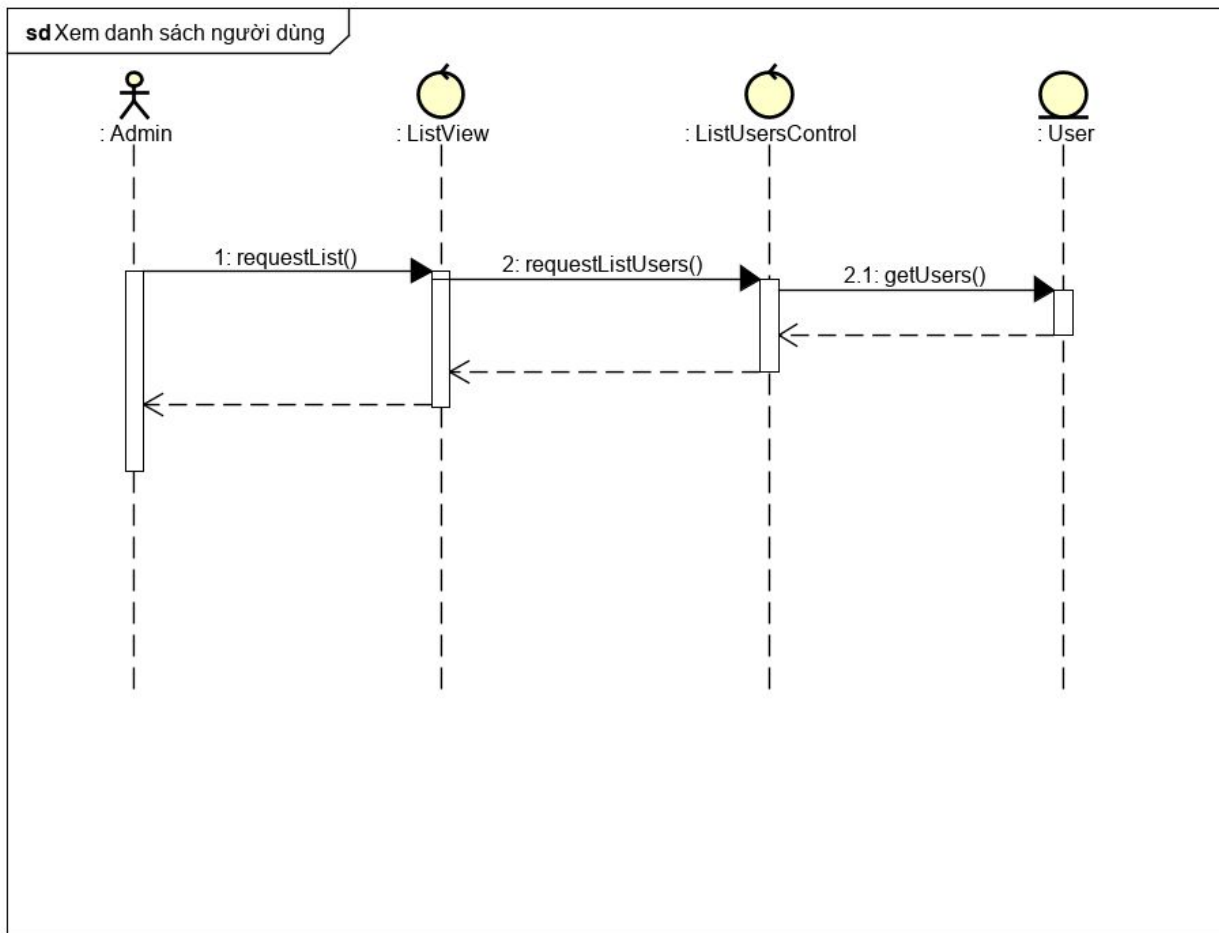 sd Xem danh sách người dùng
: Admin
: ListView
: ListUsersControl
: User
1: requestList()
2: requestListUsers()
2.1: getUsers()